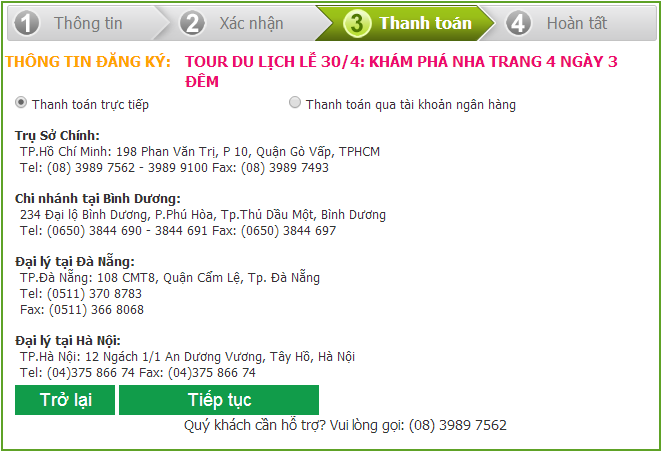 1 Thông tin 2 Xác nhận 3 Thanh toán 4 Hoàn tất
THÔNG TIN ĐĂNG KÝ: TOUR DU LỊCH LỄ 30/4: KHÁM PHÁ NHA TRANG 4 NGÀY 3
ĐÊM
Thanh toán trực tiếp Thanh toán qua tài khoản ngân hàng
Trụ Sở Chính:
TP.Hồ Chí Minh: 198 Phan Văn Trị, P 10, Quận Gò Vấp, TPHCM
Tel: (08) 3989 7562 - 3989 9100 Fax: (08) 3989 7493
Chi nhánh tại Bình Dương:
234 Đại lộ Bình Dương, P.Phú Hòa, Tp.Thủ Dầu Một, Bình Dương
Tel: (0650) 3844 690 - 3844 691 Fax: (0650) 3844 697
Đại lý tại Đà Nẵng:
TP.Đà Nẵng: 108 CMT8, Quận Cẩm Lệ, Tp. Đà Nẵng
Tel: (0511) 370 8783
Fax: (0511) 366 8068
Đại lý tại Hà Nội:
TP.Hà Nội: 12 Ngách 1/1 An Dương Vương, Tây Hồ, Hà Nội
Tel: (04)375 866 74 Fax: (04)375 866 74
Trở lại Tiếp tục
Quý khách cần hỗ trợ? Vui lòng gọi: (08) 3989 7562